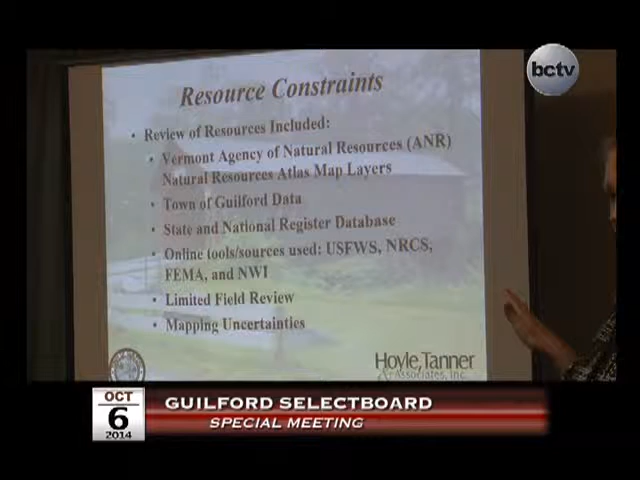 bctv
Resource Constraints
• Review of Resources Included:
• Vermont Agency of Natural Resources (ANR)
Natural Resources Atlas Map Layers
• Town of Guilford Data
• State and National Register Database
• Online tools/sources used: USFWS, NRCS,
FEMA, and NWI
• Limited Field Review
• Mapping Uncertainties
Hoyle, Tanner
& Associates, Inc.
OCT
6
2014
GUILFORD SELECTBOARD
SPECIAL MEETING